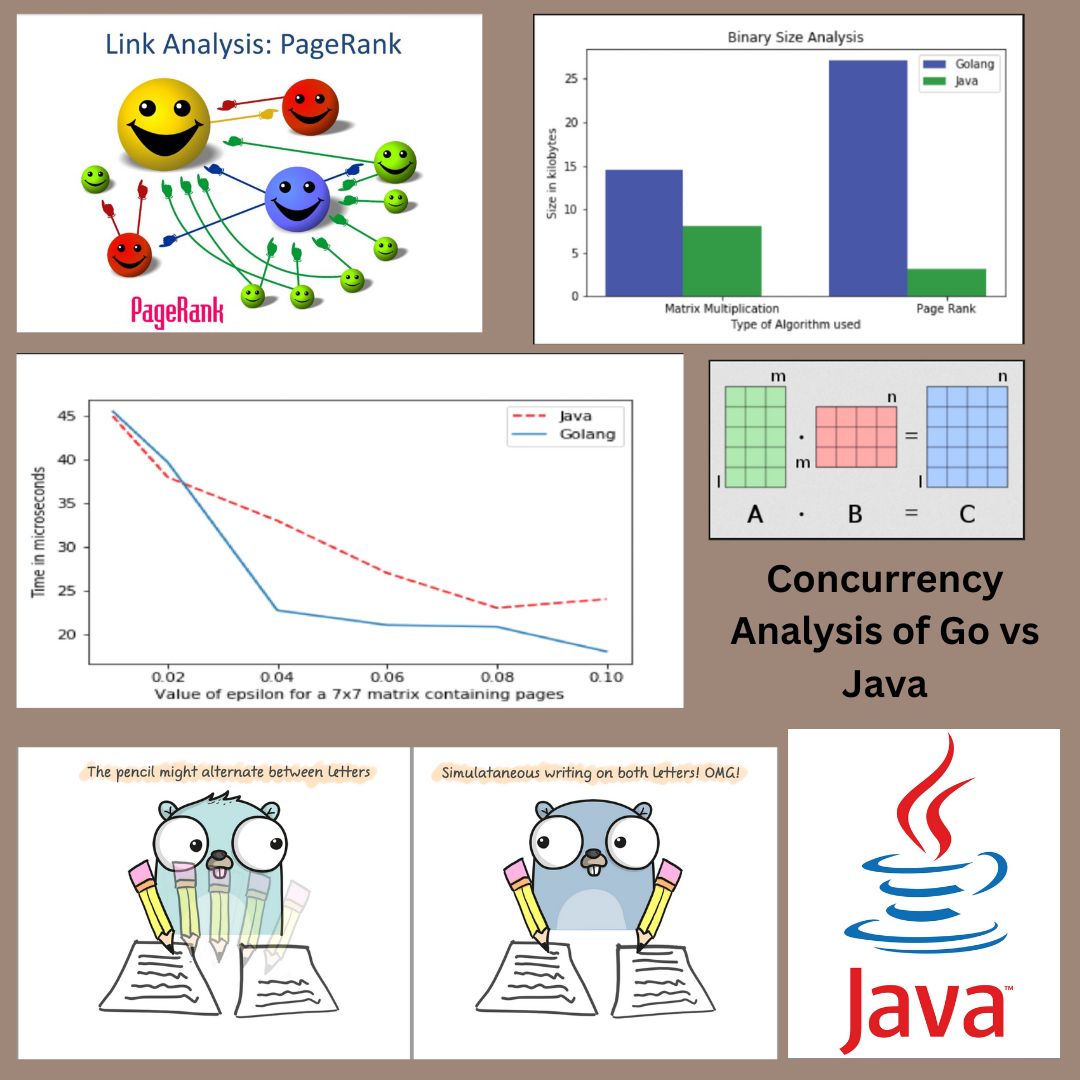 Link Analysis: PageRank
PageRank
Binary Size Analysis
Golang
Java
Size in kilobytes
25
20
15
10
5
0
Matrix Multiplication Page Rank
Type of Algorithm used
Java
Golang
Time in microseconds
45
40
35
30
25
20
0.02 0.04 0.06 0.08 0.10
Value of epsilon for a 7x7 matrix containing pages
m n
n
· =
m
l l
A · B = C
Concurrency
Analysis of Go vs
Java
The pencil might alternate between letters
Simulataneous writing on both letters! OMG!
Java™